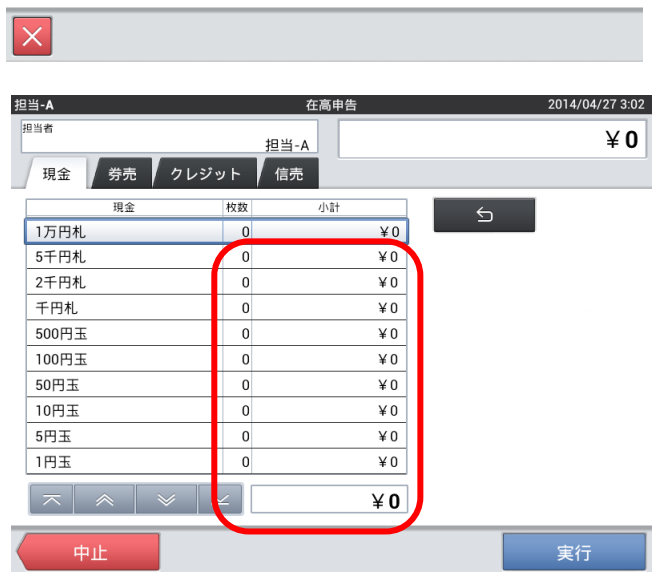 担当-A 在高申告 2014/04/27 3:02
担当者
担当-A
¥0
現金 券売 クレジット 信売
現金 枚数 小計
1万円札 0 ¥0
5千円札 0 ¥0
2千円札 0 ¥0
千円札 0 ¥0
500円玉 0 ¥0
100円玉 0 ¥0
50円玉 0 ¥0
10円玉 0 ¥0
5円玉 0 ¥0
1円玉 0 ¥0
¥0
中止 実行